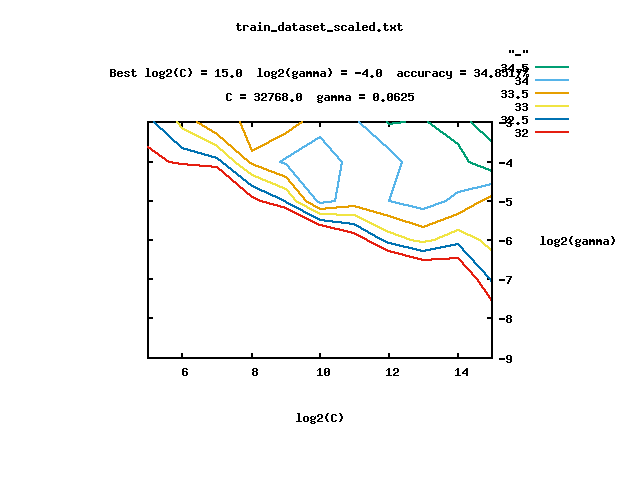 train_dataset_scaled.txt
"-"
Best log2(C) = 15.0 log2(gamma) = -4.0 accuracy =
34.5
34
33.5
33
32.5
32
C = 32768.0 gamma = 0.0625
-3
-4
-5
-6
-7
-8
-9
log2(gamma)
6 8 10 12 14
log2(C)